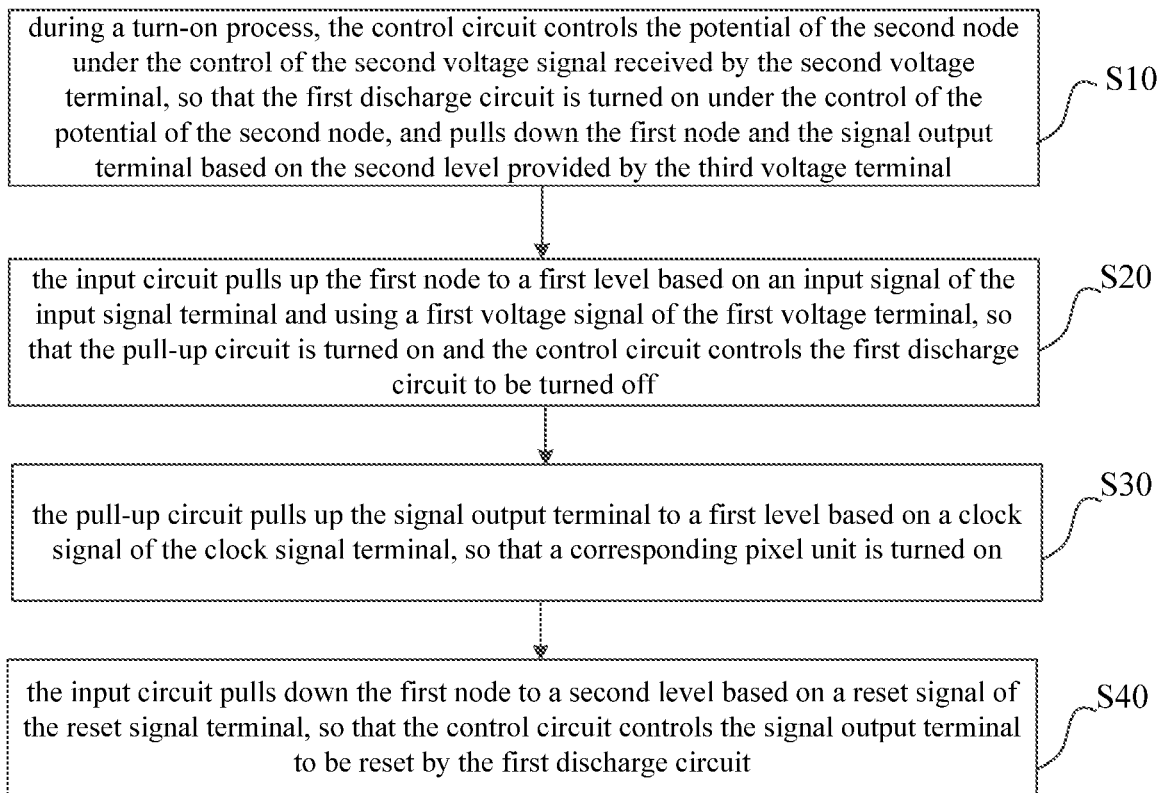 during a turn-on process, the control circuit controls the potential of the second node
under the control of the second voltage signal received by the second voltage
terminal, so that the first discharge circuit is turned on under the control of the
potential of the second node, and pulls down the first node and the signal output
terminal based on the second level provided by the third voltage terminal
S10
the input circuit pulls up the first node to a first level based on an input signal of the
input signal terminal and using a first voltage signal of the first voltage terminal, so
that the pull-up circuit is turned on and the control circuit controls the first discharge
circuit to be turned off
S20
the pull-up circuit pulls up the signal output terminal to a first level based on a clock
signal of the clock signal terminal, so that a corresponding pixel unit is turned on
S30
the input circuit pulls down the first node to a second level based on a reset signal of
the reset signal terminal, so that the control circuit controls the signal output terminal
to be reset by the first discharge circuit
S40